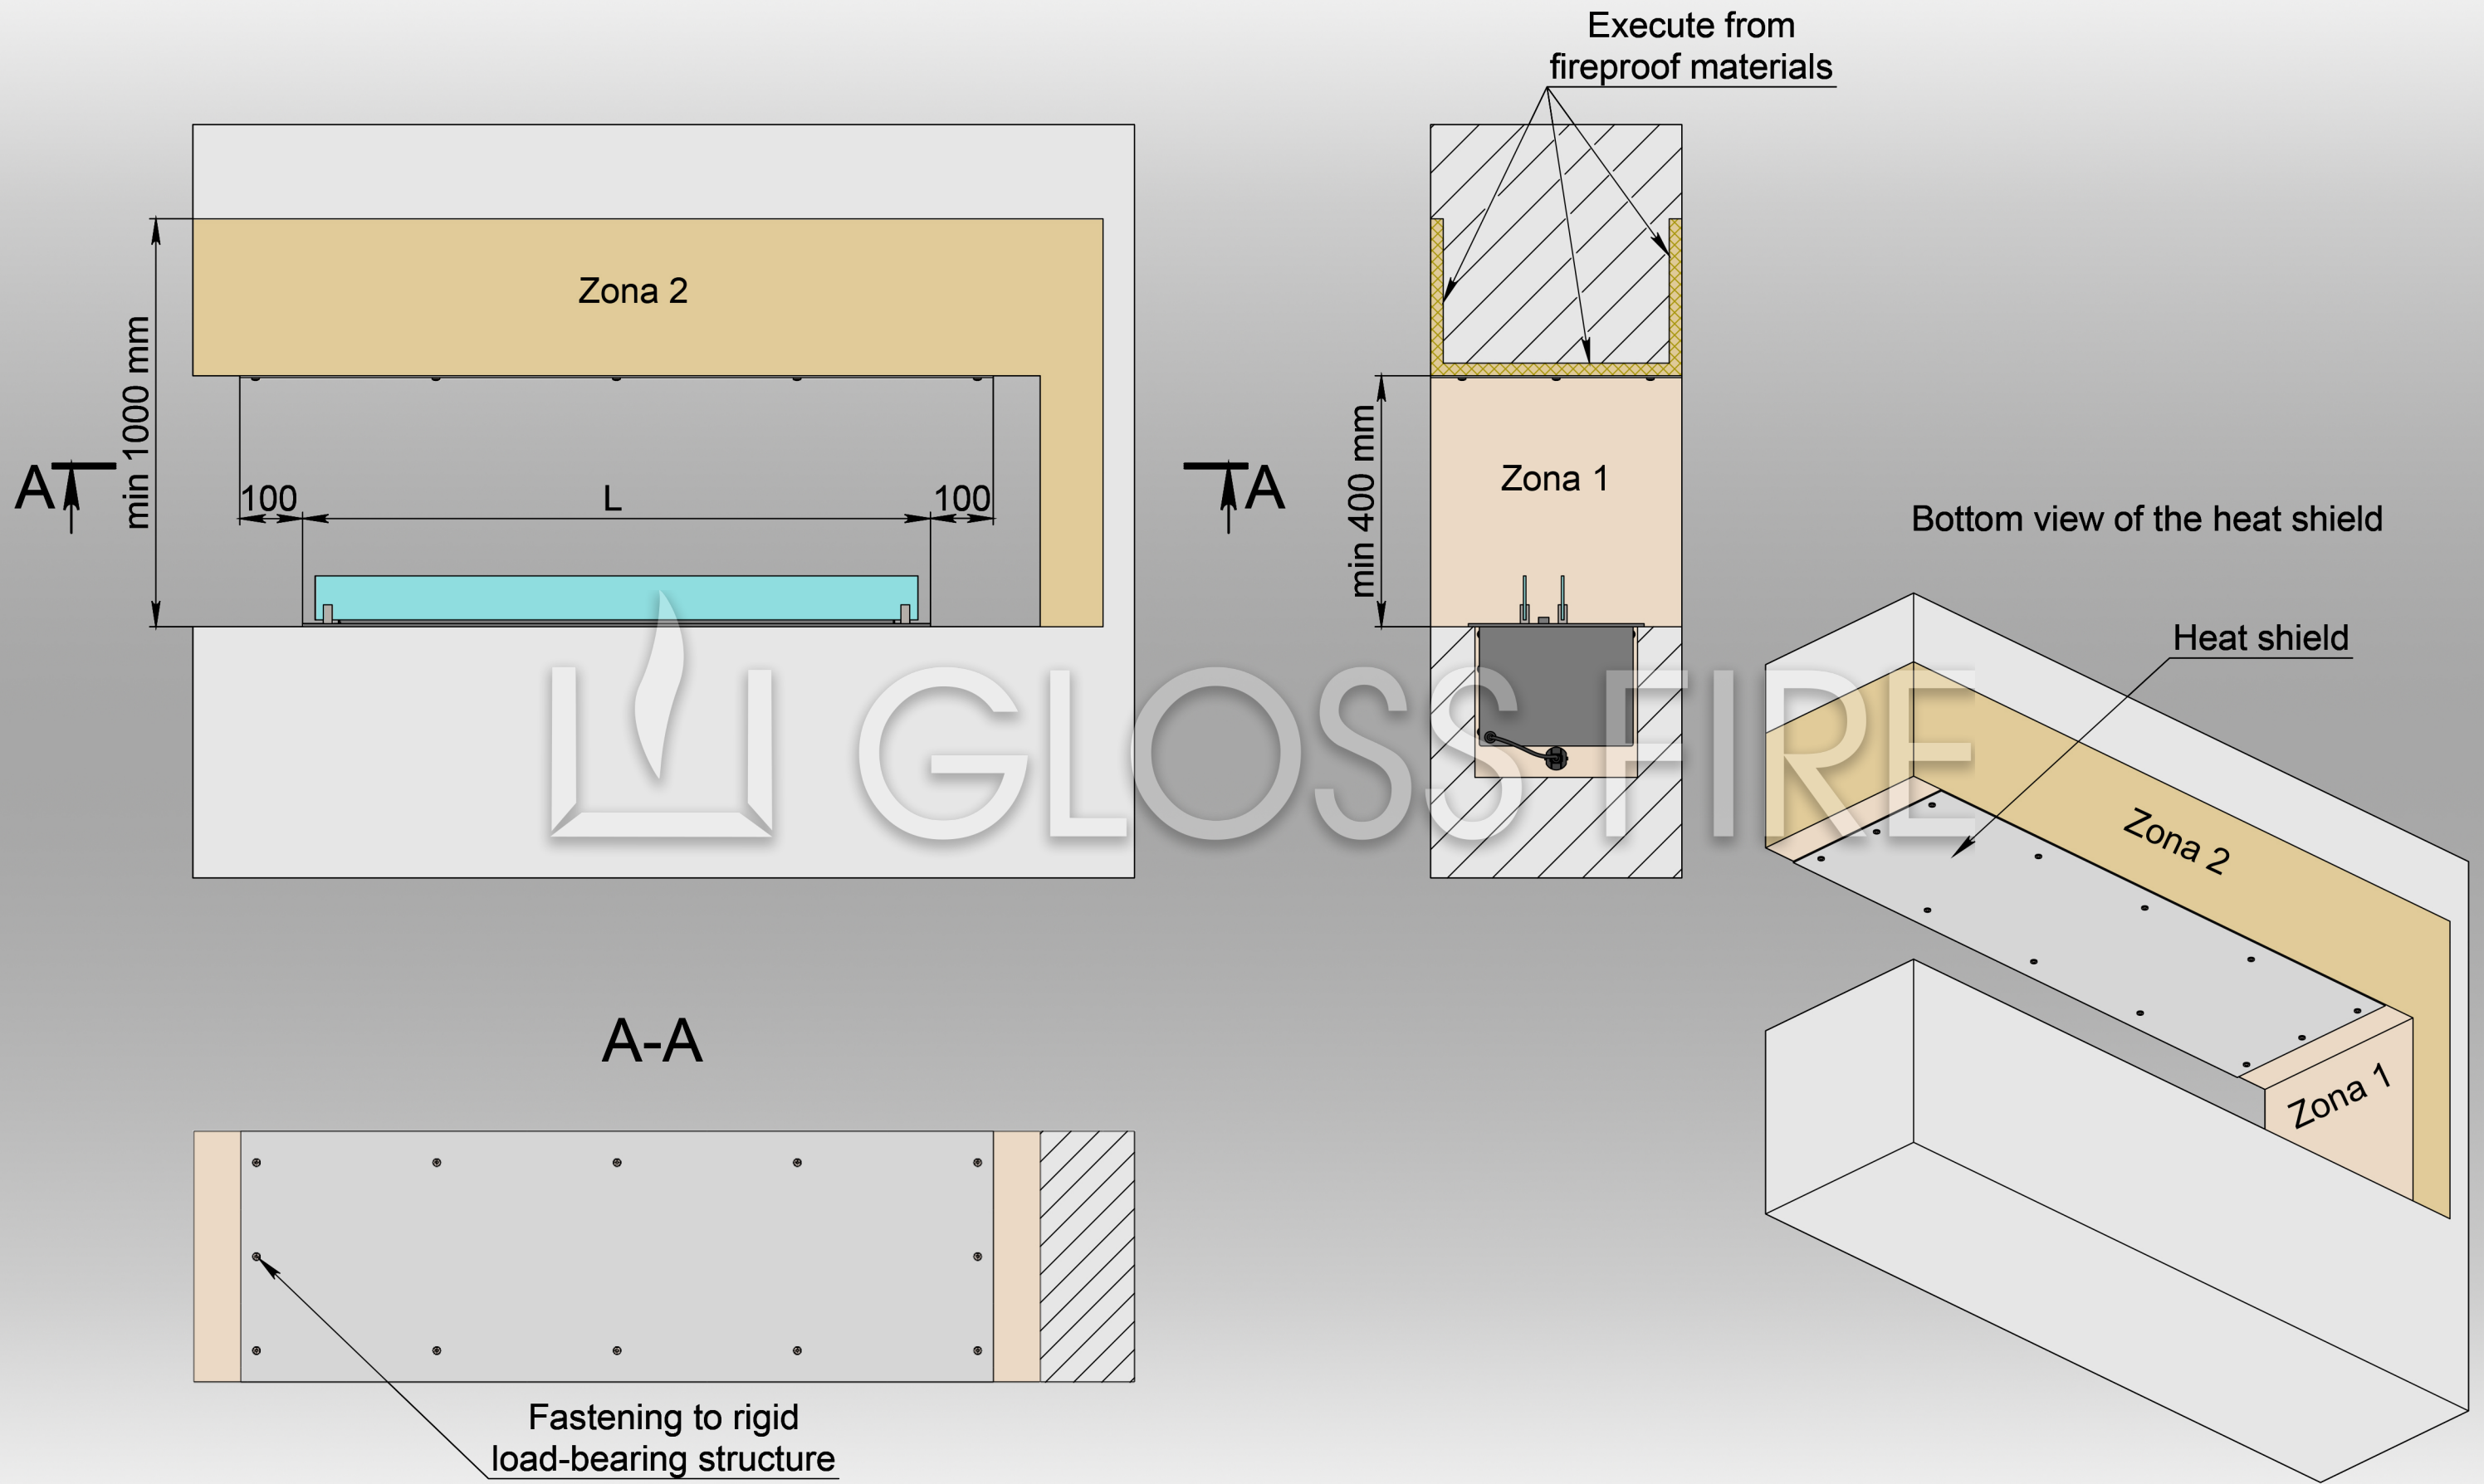 Execute from
fireproof materials
Zona 2
min 1000 mm
A
A
100
L
100
min 400 mm
Zona 1
Bottom view of the heat shield
Heat shield
GLOSS FIRE
Zona 2
Zona 1
A-A
Fastening to rigid
load-bearing structure